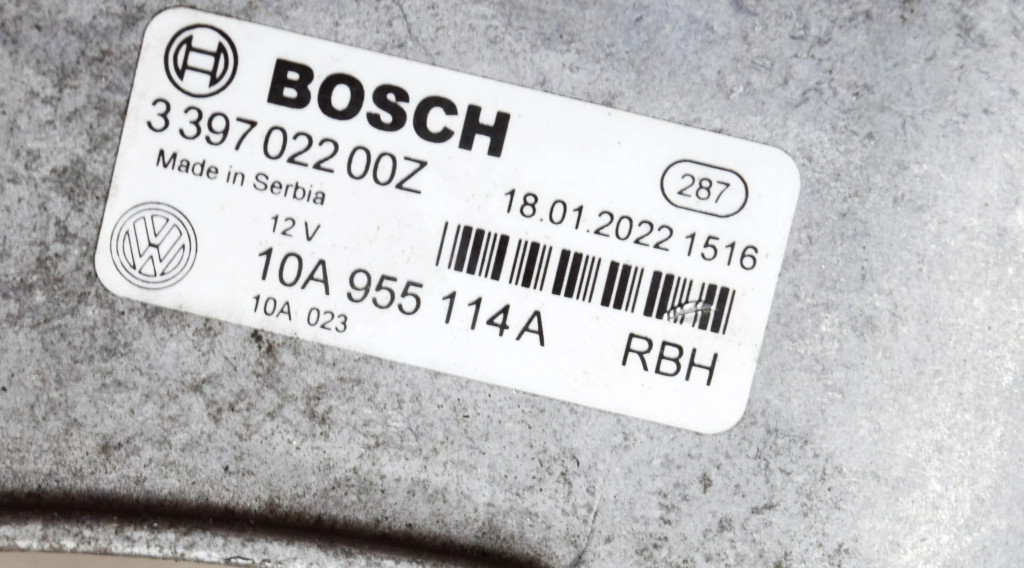 BOSCH
3 397 022 00Z
Made in Serbia
287
18.01.2022 1516
12 V
10A 955 114 A
10A 023
RBH